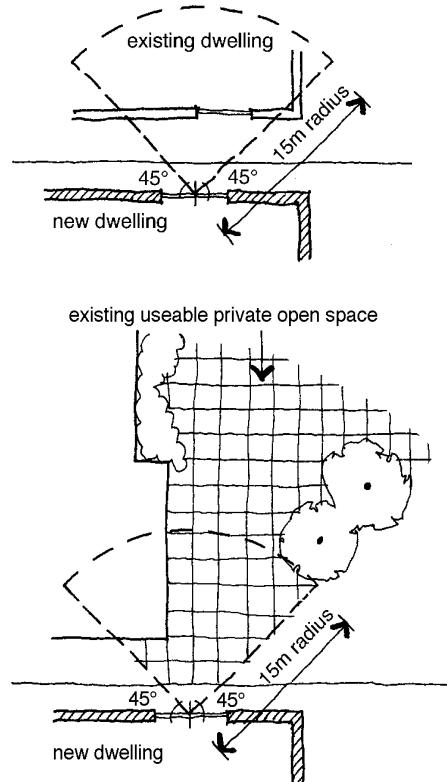 existing dwelling
15m radius
45° 45°
new dwelling
existing useable private open space
15m radius
45° 45°
new dwelling